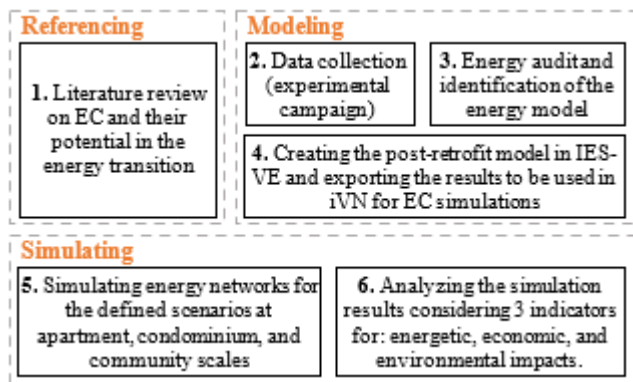 Referencing
1. Literature review
on EC and their
potential in the
energy transition
Modeling
2. Data collection
(experimental
campaign)
3. Energy audit and
identification of the
energy model
4. Creating the post-retrofit model in IES-
VE and exporting the results to be used in
iVN for EC simulations
Simulating
5. Simulating energy networks for
the defined scenarios at
apartment, condominium, and
community scales
6. Analyzing the simulation
results considering 3 indicators
for: energetic, economic, and
environmental impacts.